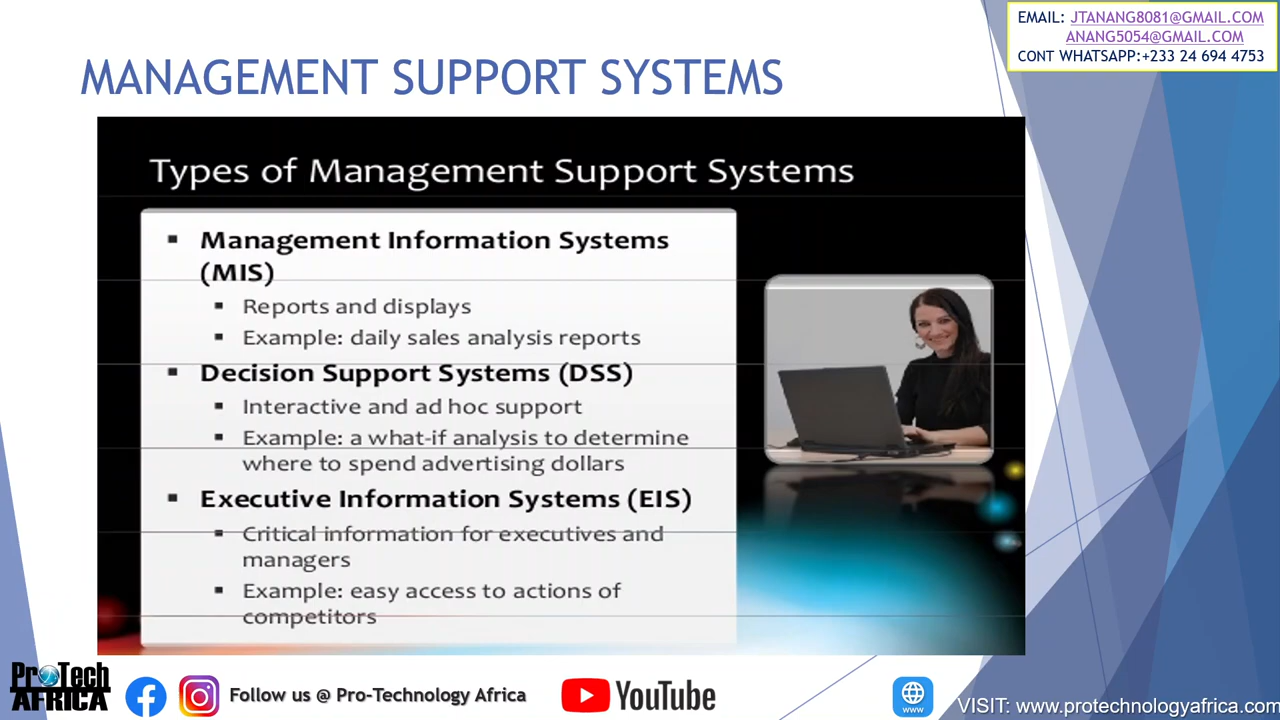 EMAIL: JTANANG8081@GMAIL.COM
ANANG5054@GMAIL.COM
CONT WHATSAPP:+233 24 694 4753
MANAGEMENT SUPPORT SYSTEMS
Types of Management Support Systems
▪ Management Information Systems
(MIS)
▪ Reports and displays
▪ Example: daily sales analysis reports
▪ Decision Support Systems (DSS)
▪ Interactive and ad hoc support
▪ Example: a what-if analysis to determine
where to spend advertising dollars
▪ Executive Information Systems (EIS)
▪ Critical information for executives and
managers
▪ Example: easy access to actions of
competitors
ProTech
AFRICA
Follow us @ Pro-Technology Africa
YouTube
www
VISIT: www.protechnologyafrica.com